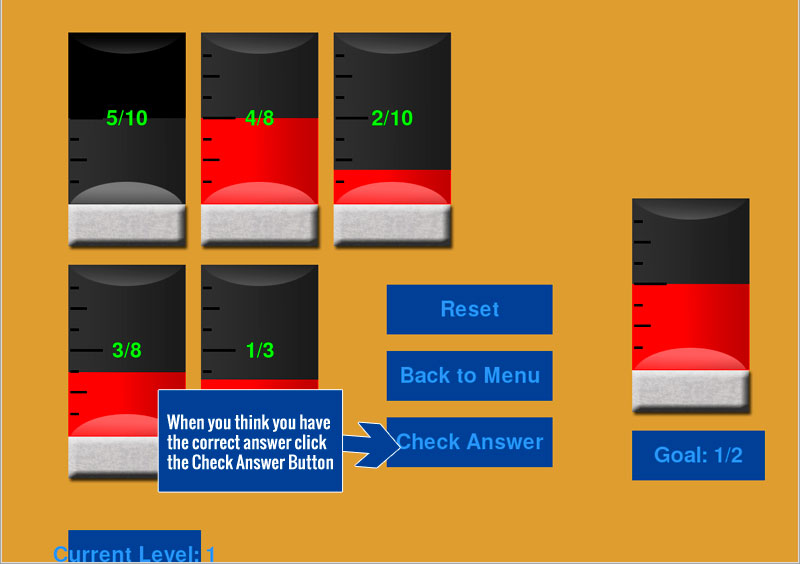 5/10
4/8
2/10
3/8
1/3
Reset
Back to Menu
Check Answer
When you think you have
the correct answer click
the Check Answer Button
Goal: 1/2
Current Level: 1